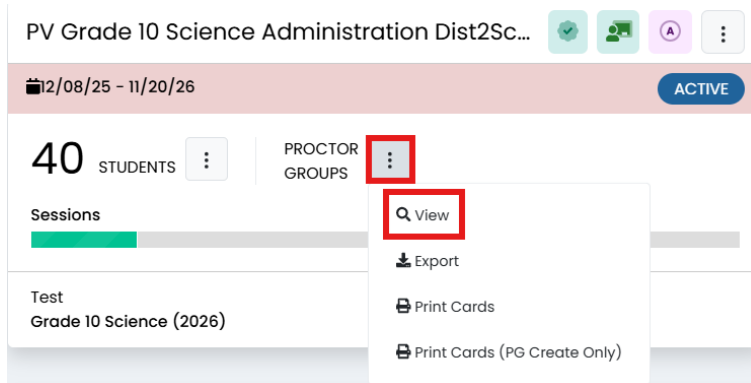 PV Grade 10 Science Administration Dist2Sc...
A
12/08/25 - 11/20/26
ACTIVE
40 STUDENTS
PROCTOR
GROUPS
Sessions
View
Export
Print Cards
Print Cards (PG Create Only)
Test
Grade 10 Science (2026)